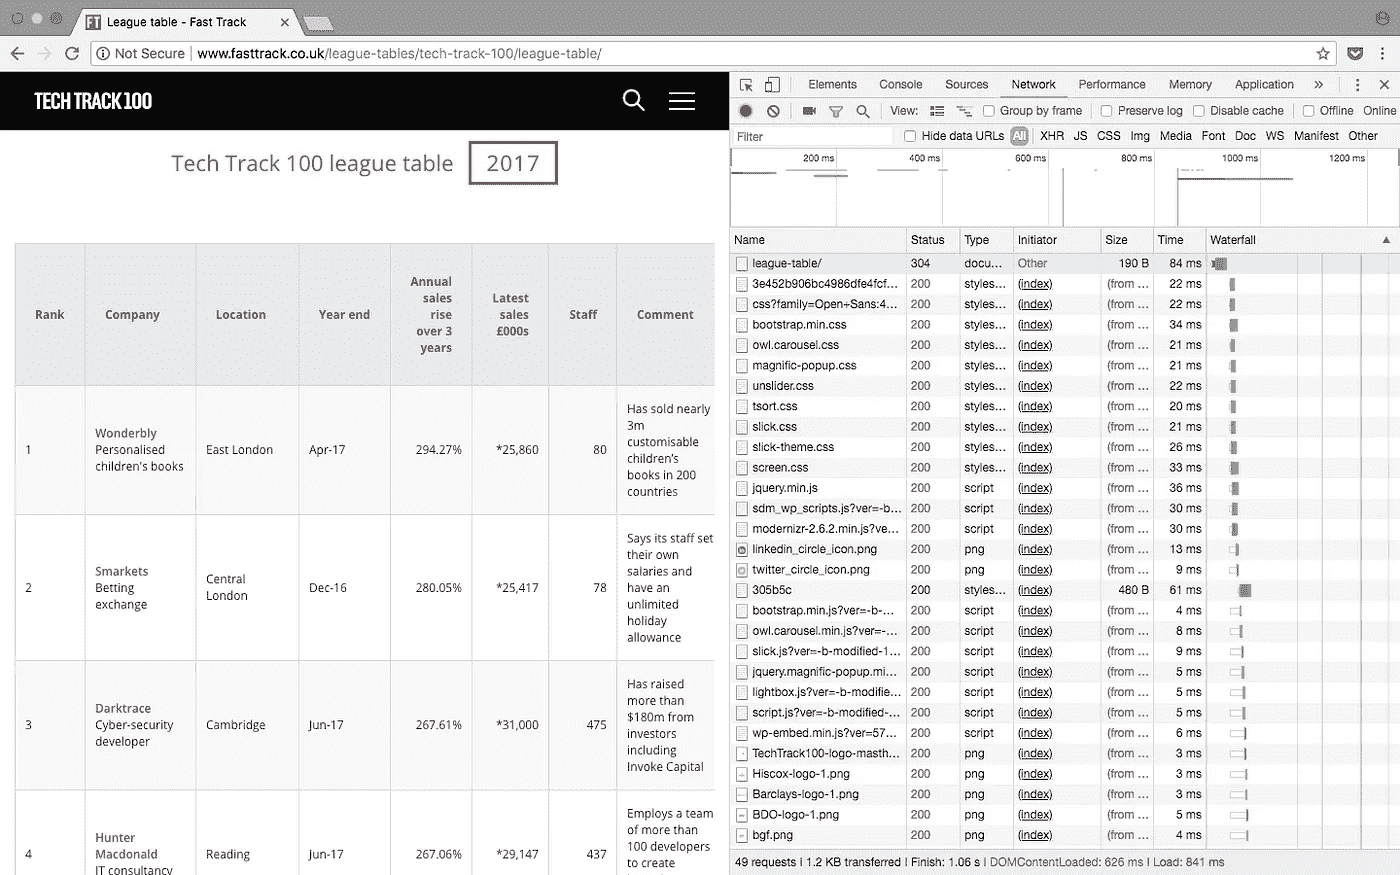 League table - Fast Track
Not Secure www.fasttrack.co.uk/league-tables/tech-track-100/league-table/
TECH TRACK 100
Tech Track 100 league table 2017
Rank Company Location Year end Annual sales rise over 3 years Latest sales £000s Staff Comment
1 Wonderbly Personalised children's books East London Apr-17 294.27% *25,860 80 Has sold nearly 3m customisable children's books in 200 countries
2 Smarkets Betting exchange Central London Dec-16 280.05% *25,417 78 Says its staff set their own salaries and have an unlimited holiday allowance
3 Darktrace Cyber-security developer Cambridge Jun-17 267.61% *31,000 475 Has raised more than $180m from investors including Invoke Capital
4 Hunter Macdonald IT consultancy Reading Jun-17 267.06% *29,147 437 Employs a team of more than 100 developers to create
Elements Console Sources Network Performance Memory Application »
View: Group by frame Preserve log Disable cache Offline Online
Filter Hide data URLs All XHR JS CSS Img Media Font Doc WS Manifest Other
200 ms 400 ms 600 ms 800 ms 1000 ms 1200 ms
Name Status Type Initiator Size Time Waterfall
league-table/ 304 docu... Other 190 B 84 ms
3e452b906bc4986dfe4fcf... 200 styles... (index) (from ... 22 ms
css?family=Open+Sans:4... 200 styles... (index) (from ... 22 ms
bootstrap.min.css 200 styles... (index) (from ... 34 ms
owl.carousel.css 200 styles... (index) (from ... 21 ms
magnific-popup.css 200 styles... (index) (from ... 21 ms
unslider.css 200 styles... (index) (from ... 22 ms
tsort.css 200 styles... (index) (from ... 20 ms
slick.css 200 styles... (index) (from ... 21 ms
slick-theme.css 200 styles... (index) (from ... 26 ms
screen.css 200 styles... (index) (from ... 33 ms
jquery.min.js 200 script (index) (from ... 36 ms
sdm_wp_scripts.js?ver=-b... 200 script (index) (from ... 30 ms
modernizr-2.6.2.min.js?ve... 200 script (index) (from ... 30 ms
linkedin_circle_icon.png 200 png (index) (from ... 13 ms
twitter_circle_icon.png 200 png (index) (from ... 9 ms
305b5c 200 styles... (index) 480 B 61 ms
bootstrap.min.js?ver=-b-... 200 script (index) (from ... 4 ms
owl.carousel.min.js?ver=-... 200 script (index) (from ... 8 ms
slick.js?ver=-b-modified-1... 200 script (index) (from ... 9 ms
jquery.magnific-popup.mi... 200 script (index) (from ... 5 ms
lightbox.js?ver=-b-modifie... 200 script (index) (from ... 5 ms
script.js?ver=-b-modified-... 200 script (index) (from ... 5 ms
wp-embed.min.js?ver=57... 200 script (index) (from ... 6 ms
TechTrack100-logo-masth... 200 png (index) (from ... 3 ms
Hiscox-logo-1.png 200 png (index) (from ... 3 ms
Barclays-logo-1.png 200 png (index) (from ... 3 ms
BDO-logo-1.png 200 png (index) (from ... 5 ms
bgf.png 200 png (index) (from ... 4 ms
49 requests | 1.2 KB transferred | Finish: 1.06 s | DOMContentLoaded: 626 ms | Load: 841 ms